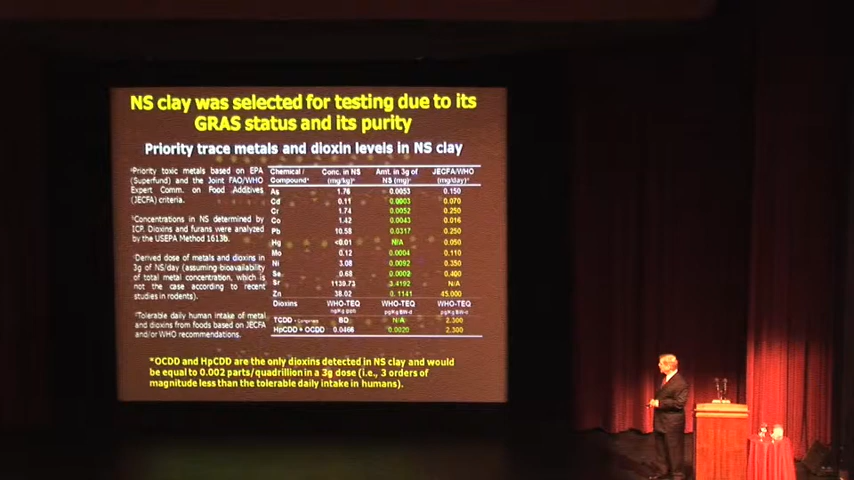 NS clay was selected for testing due to its
GRAS status and its purity
Priority trace metals and dioxin levels in NS clay
Priority toxic metals based on EPA
(Superfund) and the Joint FAO/WHO
Expert Comm. on Food Additives
(JECFA) criteria.
Concentrations in NS determined by
ICP. Dioxins and furans were analyzed
by the USEPA Method 1613b.
Derived dose of metals and dioxins in
3g of NS/day (assuming bioavailability
of total metal concentration, which is
not the case according to recent
studies in rodents).
Tolerable daily human intake of metal
and dioxins from foods based on JECFA
and/or WHO recommendations.
Chemical / Conc. in NS Amt. in 3g of JECFA/WHO
Compound (mg/kg) NS (mg) (mg/day)
As 1.76 0.0053 0.150
Cd 0.11 0.0003 0.070
Cr 1.74 0.0052 0.250
Co 1.42 0.0043 0.016
Pb 10.58 0.0317 0.250
Hg <0.01 N/A 0.050
Mo 0.12 0.0004 0.110
Ni 3.08 0.0092 0.350
Se 0.68 0.0002 0.400
Sr 1139.73 3.4192 N/A
Zn 38.02 0.1141 45.000
Dioxins WHO-TEQ WHO-TEQ WHO-TEQ
TCDD BD N/A 2.300
HpCDD + OCDD 0.0466 0.0020 2.300
*OCDD and HpCDD are the only dioxins detected in NS clay and would
be equal to 0.002 parts/quadrillion in a 3g dose (i.e., 3 orders of
magnitude less than the tolerable daily intake in humans).